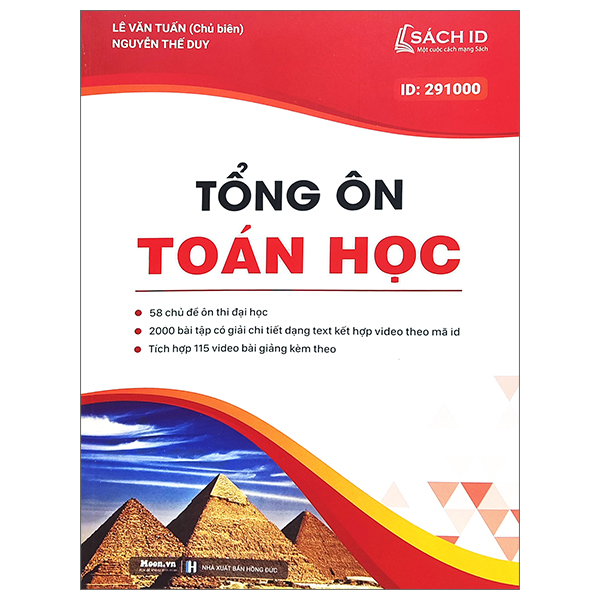 LÊ VĂN TUẤN (Chủ biên)
NGUYỄN THẾ DUY
SÁCH ID
Một cuộc cách mạng Sách
ID: 291000
TỔNG ÔN
TOÁN HỌC
58 chủ đề ôn thi đại học
2000 bài tập có giải chi tiết dạng text kết hợp video theo mã id
Tích hợp 115 video bài giảng kèm theo
Moon.vn
NHÀ XUẤT BẢN HỒNG ĐỨC